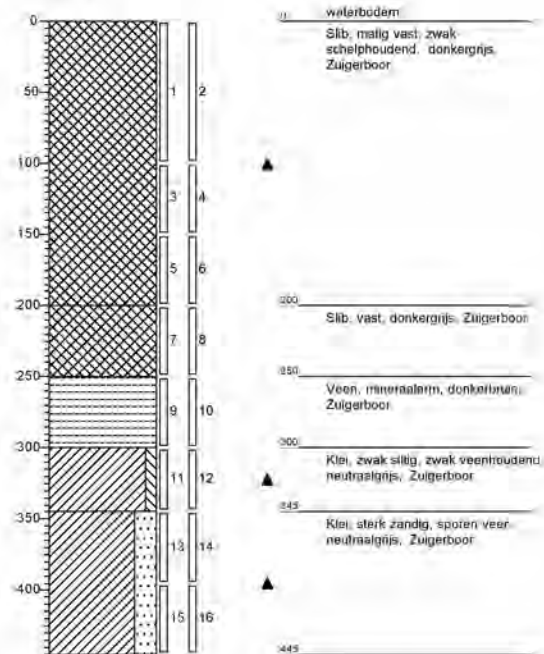 0
50
100
150
200
250
300
350
400
1 2
3 4
5 6
7 8
9 10
11 12
13 14
15 16
0
waterbodem
Slib, matig vast, zwak
schelphoudend, donkergrijs,
Zuigerboor
200
Slib, vast, donkergrijs, Zuigerboor
250
Veen, mineraalarm, donkerbruin,
Zuigerboor
300
Klei, zwak siltig, zwak veenhoudend,
neutraalgrijs, Zuigerboor
345
Klei, sterk zandig, sporen veen,
neutraalgrijs, Zuigerboor
445